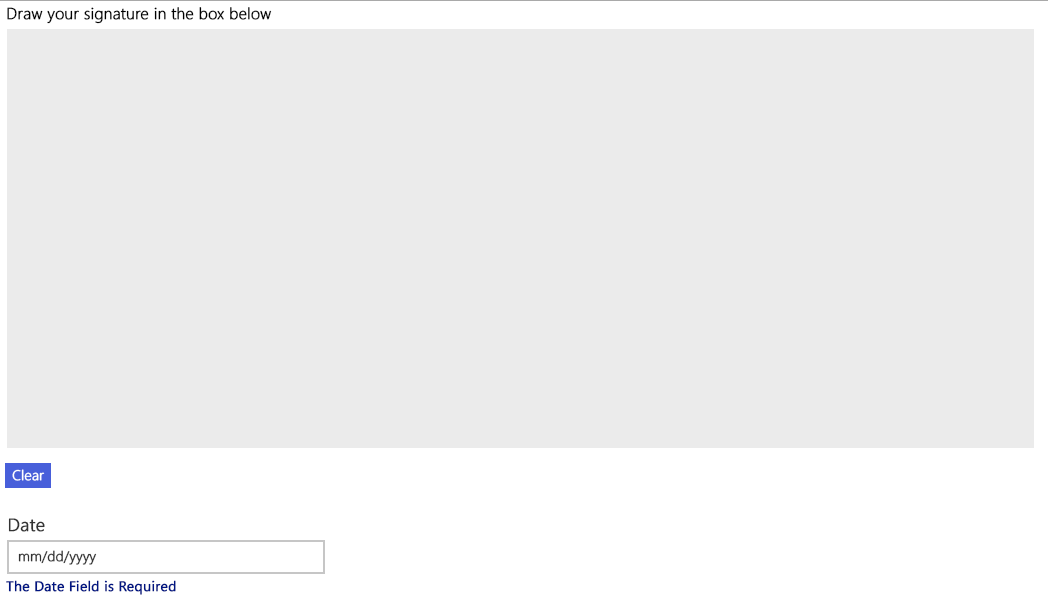 Draw your signature in the box below
Clear
Date
mm/dd/yyyy
The Date Field is Required